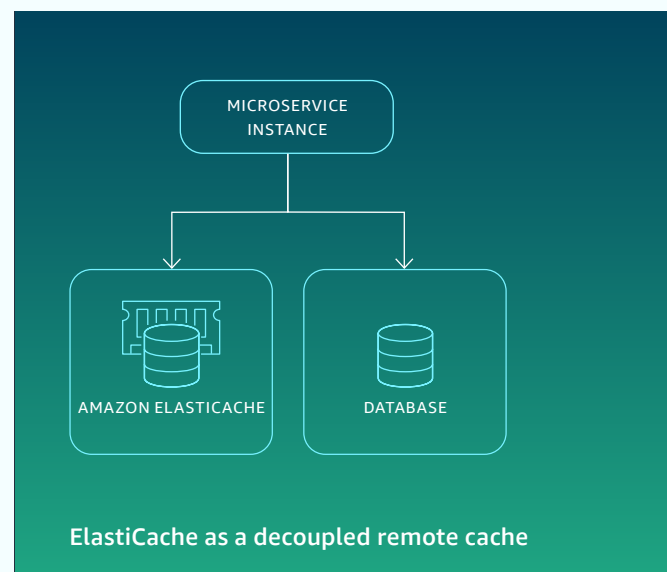 MICROSERVICE
INSTANCE
AMAZON ELASTICACHE
DATABASE
ElastiCache as a decoupled remote cache